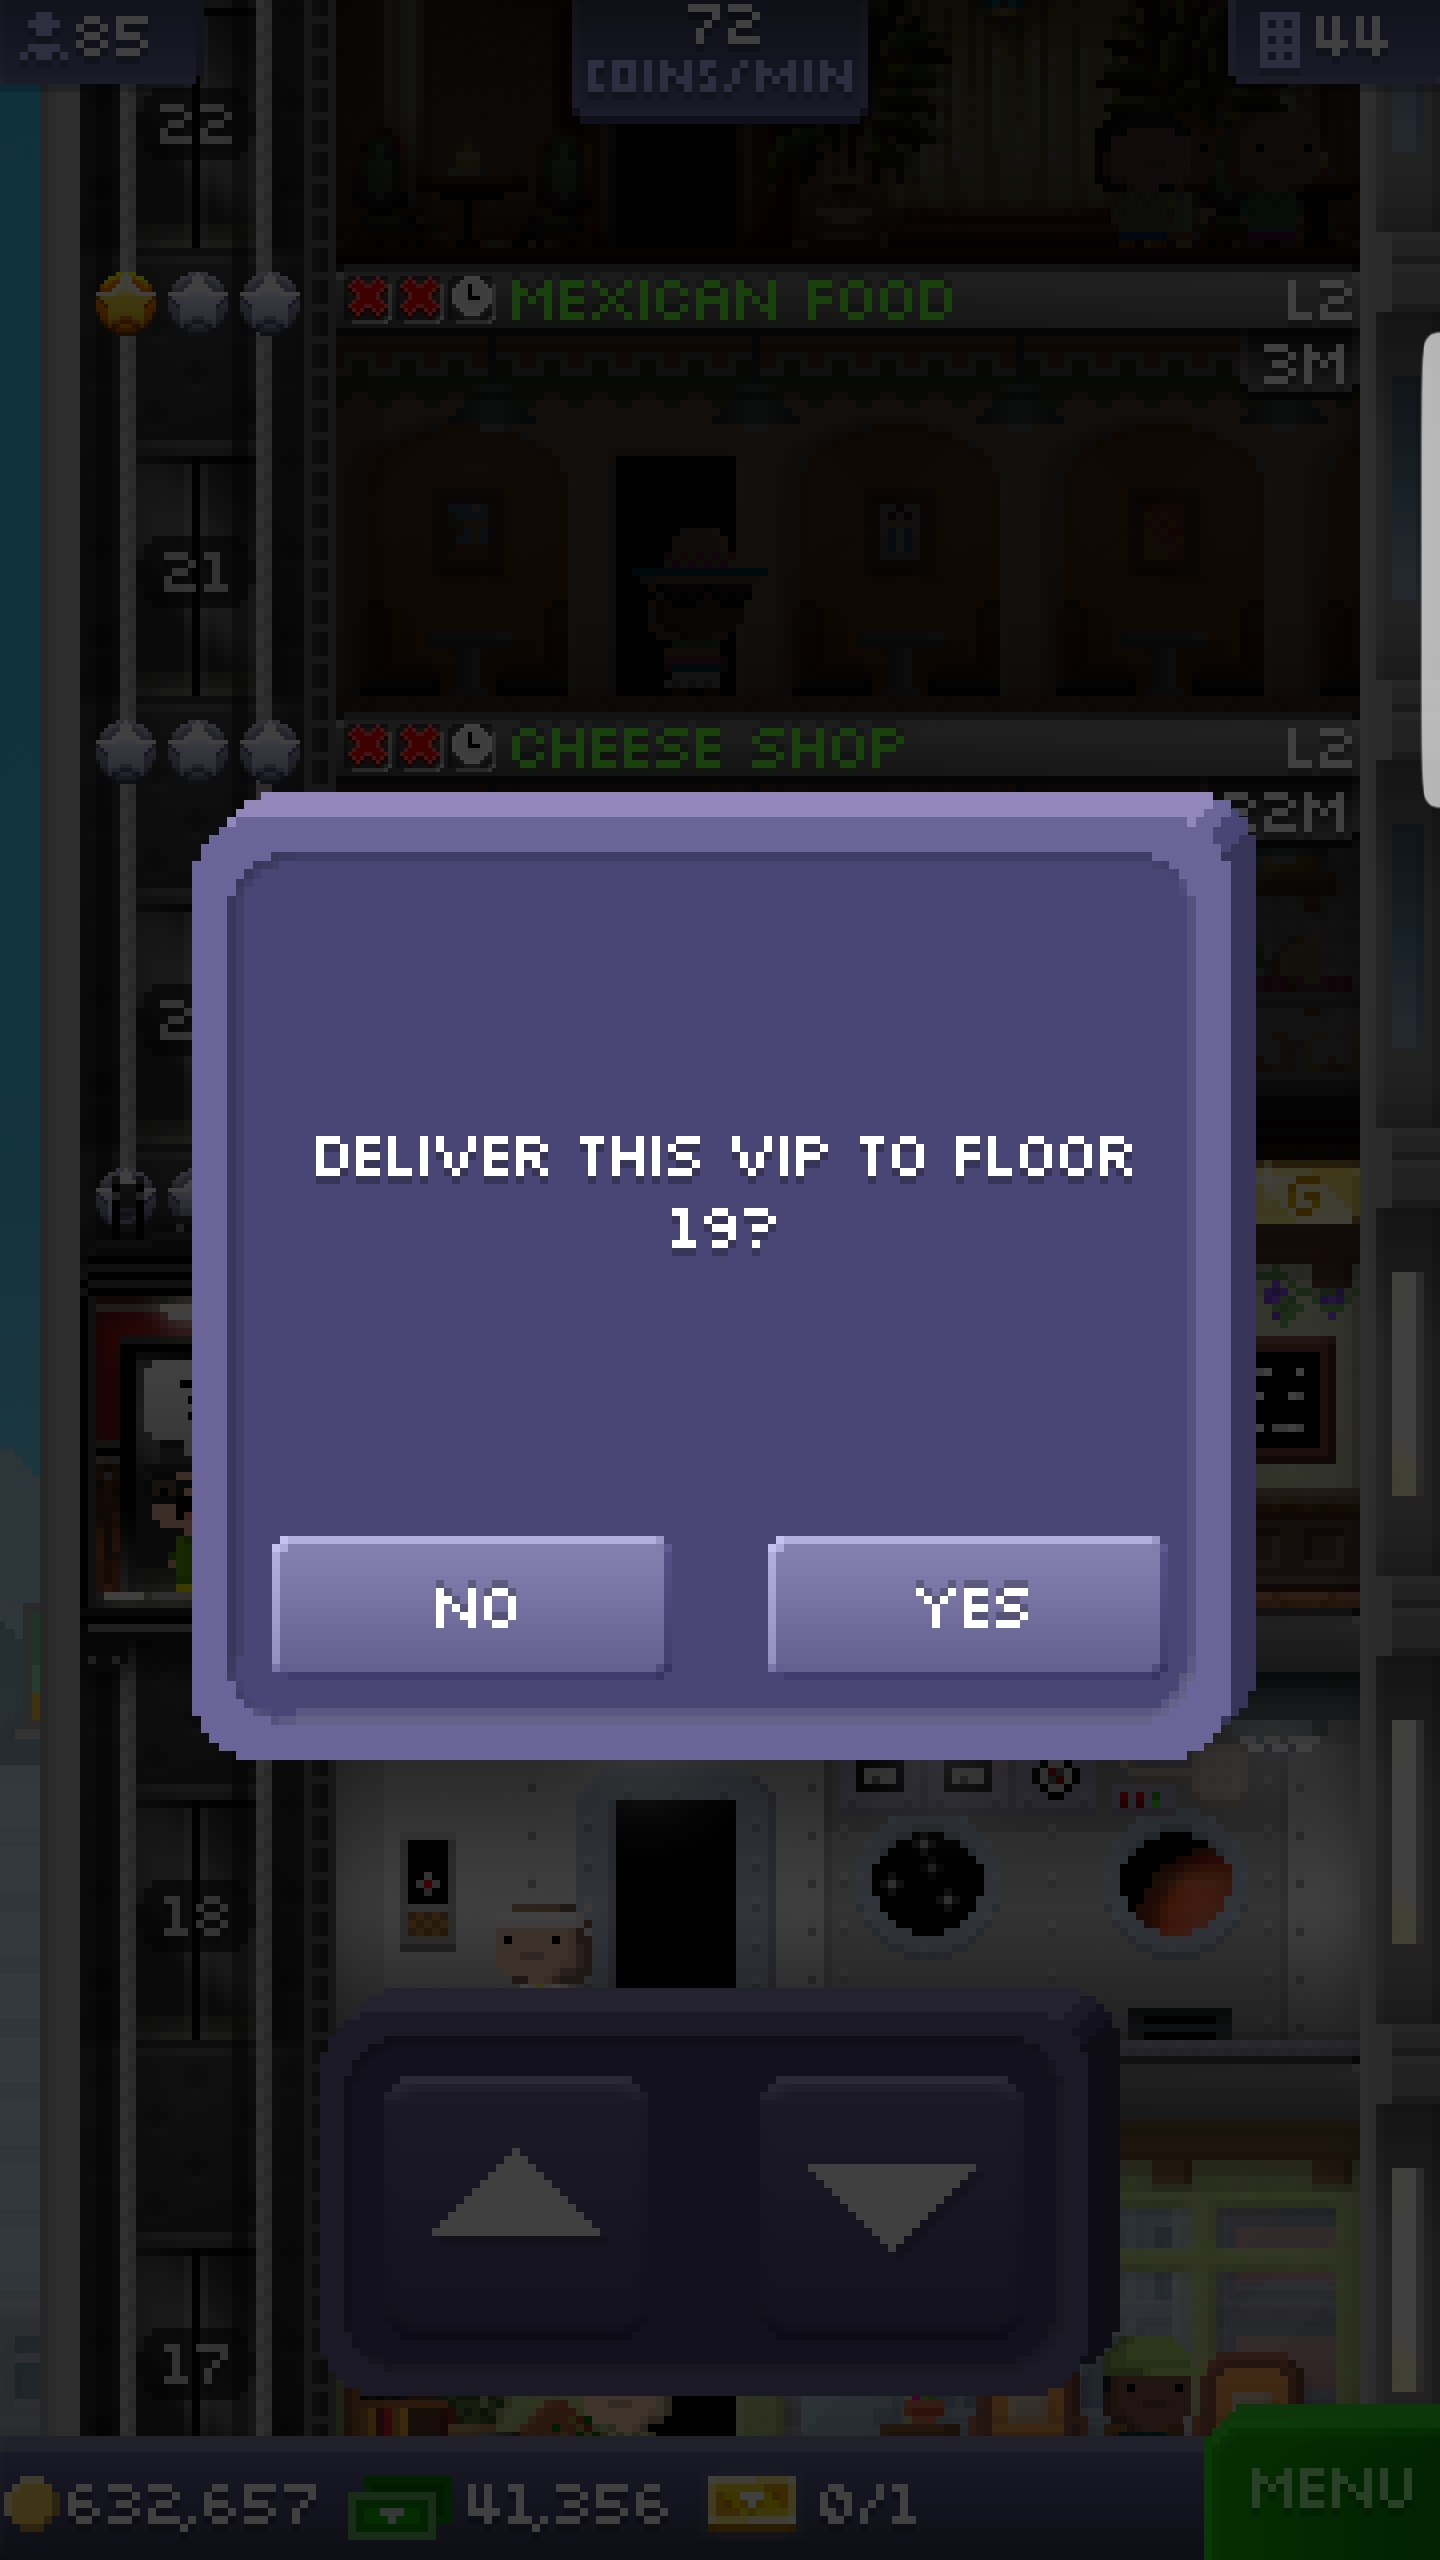 85
72
COINS/MIN
44
22
MEXICAN FOOD
L2
3M
21
CHEESE SHOP
L2
22M
G
DELIVER THIS VIP TO FLOOR
19?
NO
YES
18
17
632,657
41,356
0/1
MENU